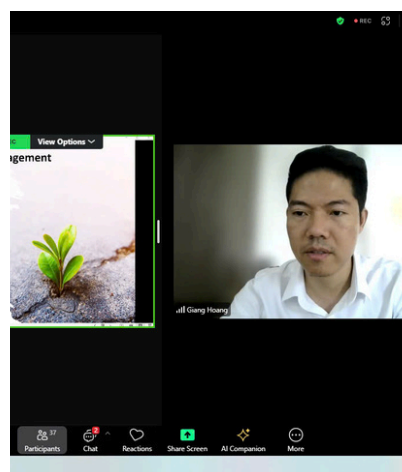 REC
View Options
agement
Giang Hoang
37
2
Participants
Chat
Reactions
Share Screen
AI Companion
More